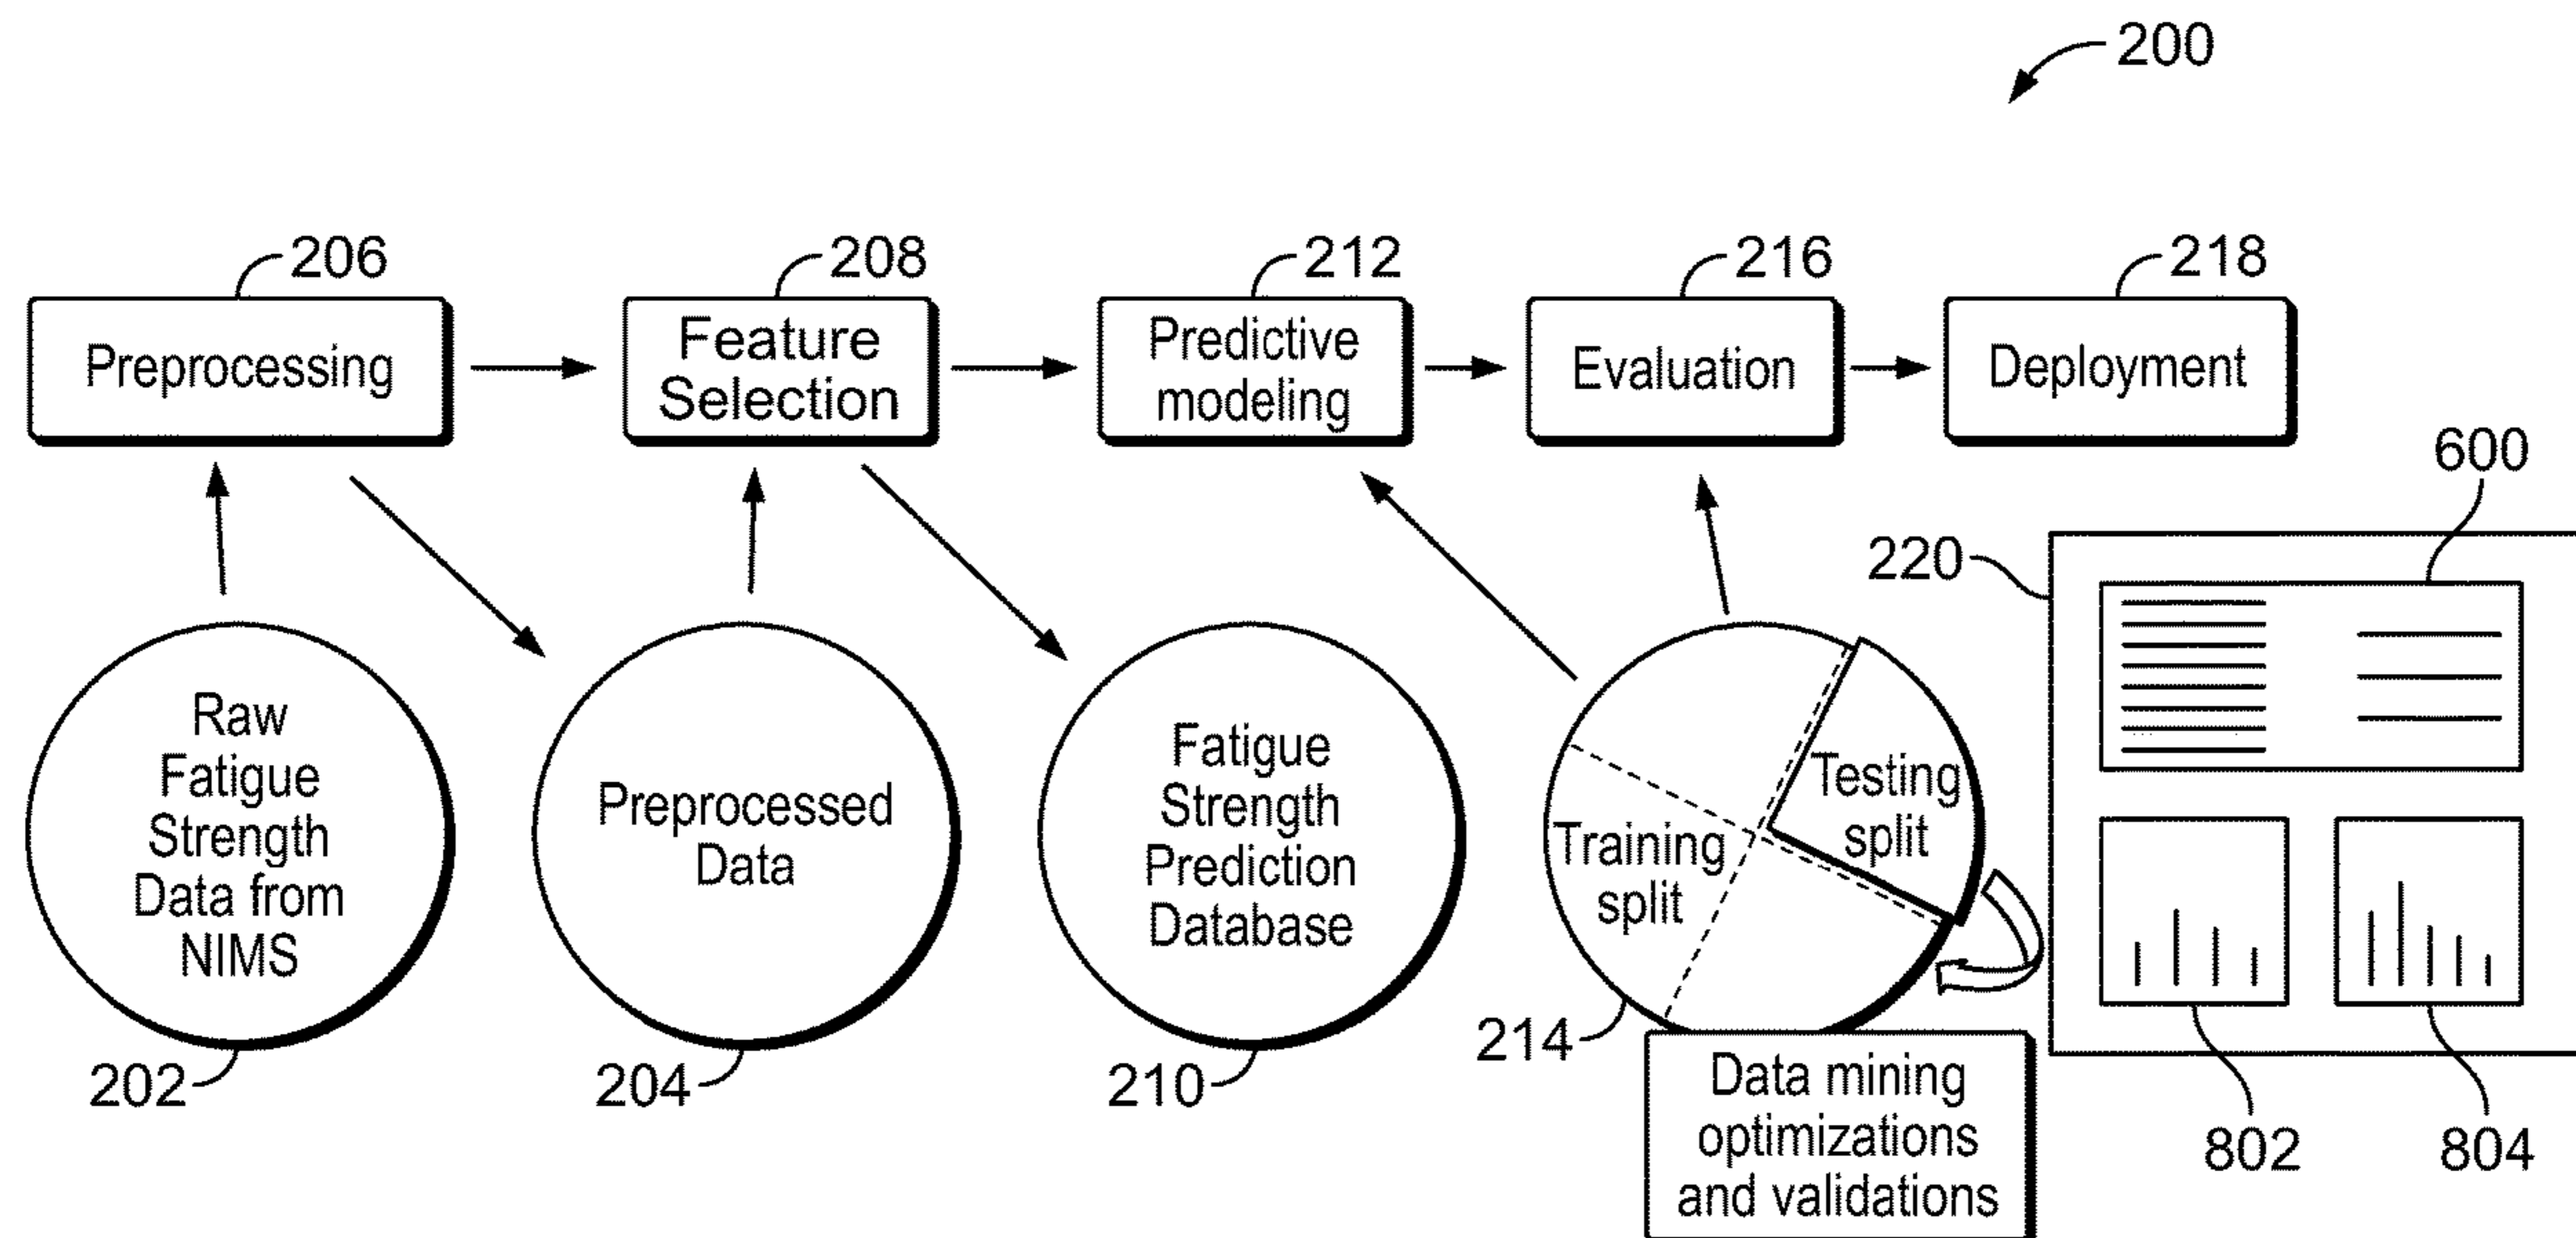 200
206
208
212
216
218
Preprocessing
Feature
Selection
Predictive
modeling
Evaluation
Deployment
600
220
Raw
Fatigue
Strength
Data from
NIMS
Preprocessed
Data
Fatigue
Strength
Prediction
Database
Training
split
Testing
split
202
204
210
214
Data mining
optimizations
and validations
802
804